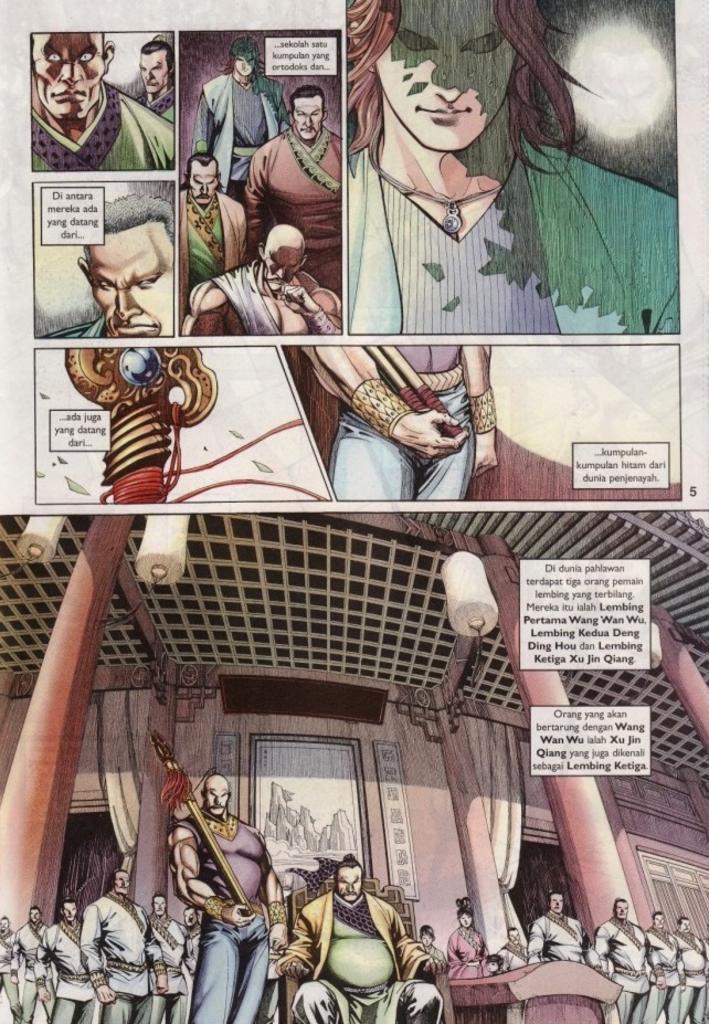 ...sekolah satu
kumpulan yang
ortodoks dan...
Di antara
mereka ada
yang datang
dari...
...ada juga
yang datang
dari...
...kumpulan-
kumpulan hitam dari
dunia penjenayah.
5
Di dunia pahlawan
terdapat tiga orang pemain
lembing yang terbilang.
Mereka itu ialah Lembing
Pertama Wang Wan Wu,
Lembing Kedua Deng
Ding Hou dan Lembing
Ketiga Xu Jin Qiang.
Orang yang akan
bertarung dengan Wang
Wan Wu ialah Xu Jin
Qiang yang juga dikenali
sebagai Lembing Ketiga.